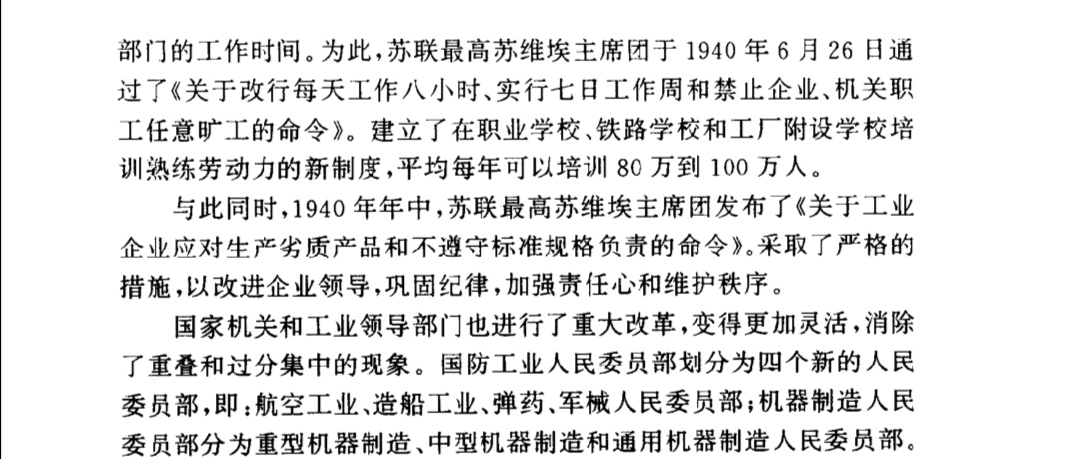 部门的工作时间。为此,苏联最高苏维埃主席团于 1940 年 6 月 26 日通
过了《关于改行每天工作八小时、实行七日工作周和禁止企业、机关职
工任意旷工的命令》。建立了在职业学校、铁路学校和工厂附设学校培
训熟练劳动力的新制度,平均每年可以培训 80 万到 100 万人。
与此同时,1940 年年中,苏联最高苏维埃主席团发布了《关于工业
企业应对生产劣质产品和不遵守标准规格负责的命令》。采取了严格的
措施,以改进企业领导,巩固纪律,加强责任心和维护秩序。
国家机关和工业领导部门也进行了重大改革,变得更加灵活,消除
了重叠和过分集中的现象。国防工业人民委员部划分为四个新的人民
委员部,即:航空工业、造船工业、弹药、军械人民委员部;机器制造人民
委员部分为重型机器制造、中型机器制造和通用机器制造人民委员部。